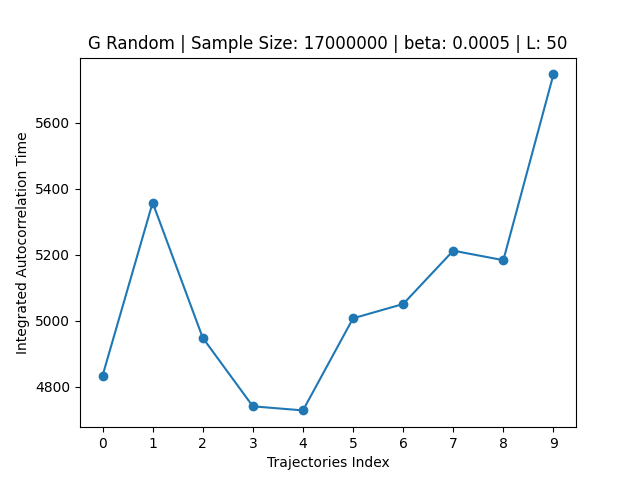 G Random | Sample Size: 17000000 | beta: 0.0005 | L: 50
Integrated Autocorrelation Time
5600
5400
5200
5000
4800
0 1 2 3 4 5 6 7 8 9
Trajectories Index